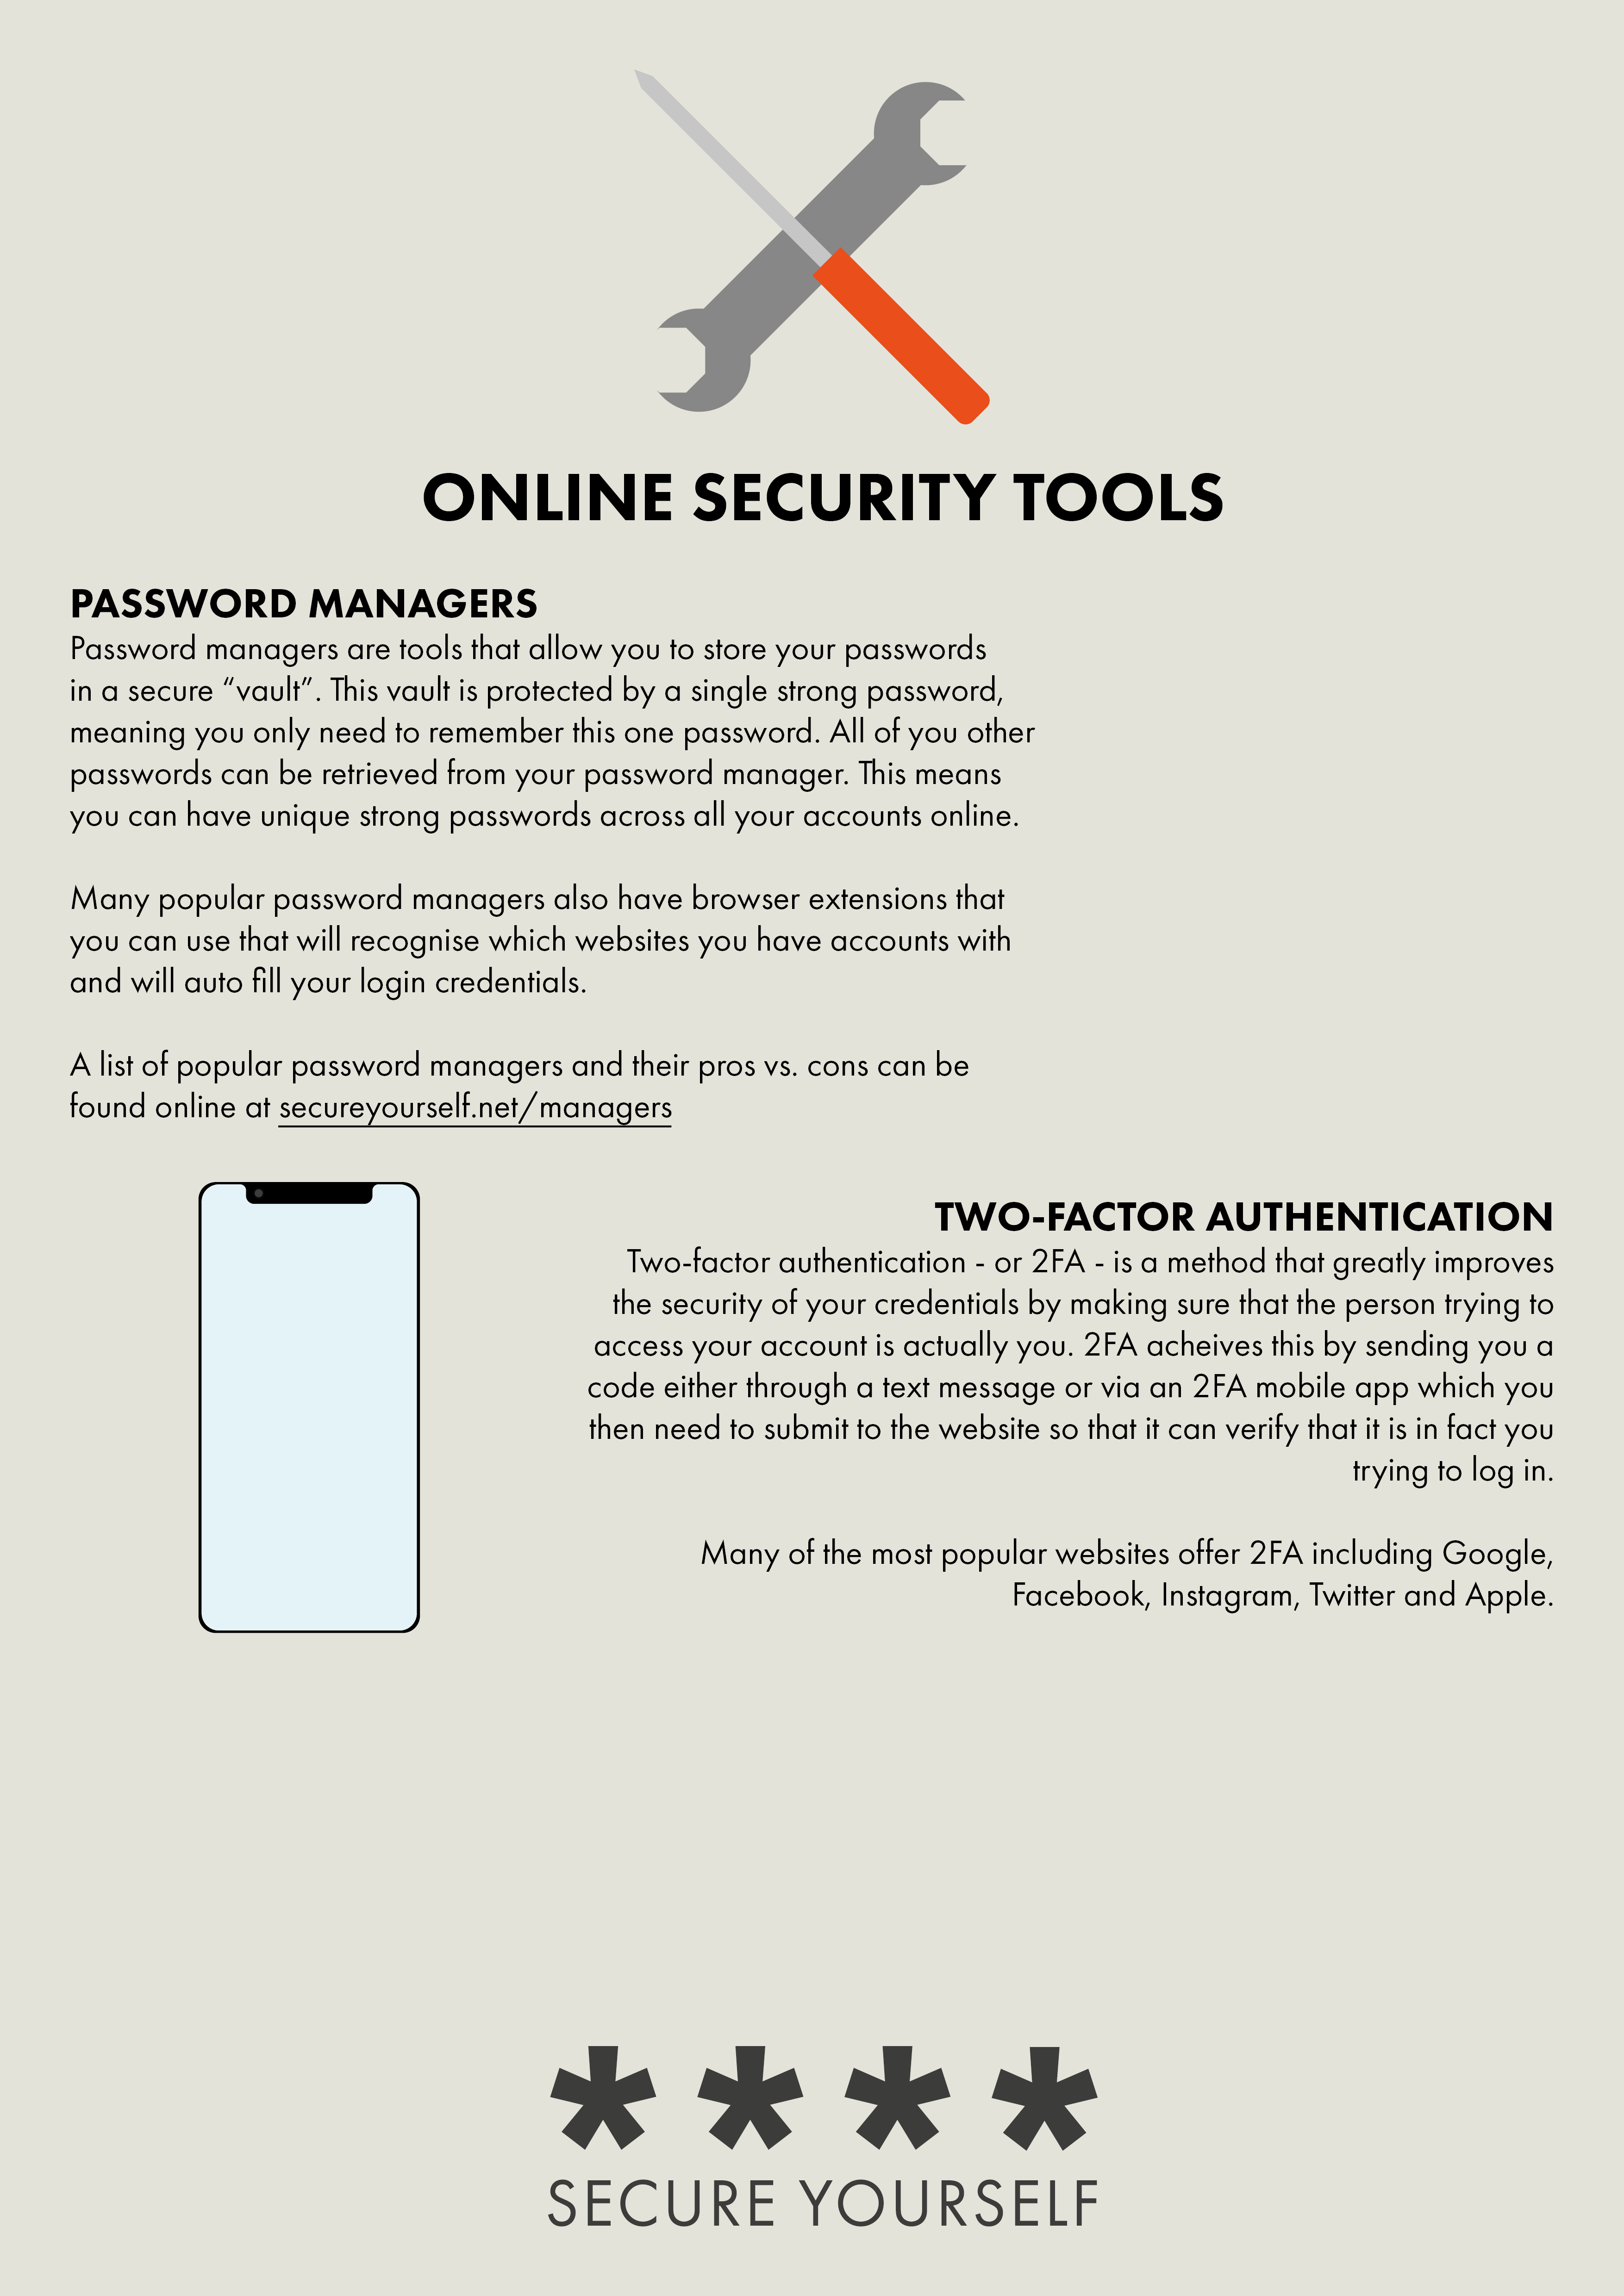 ONLINE SECURITY TOOLS
PASSWORD MANAGERS
Password managers are tools that allow you to store your passwords
in a secure “vault”. This vault is protected by a single strong password,
meaning you only need to remember this one password. All of you other
passwords can be retrieved from your password manager. This means
you can have unique strong passwords across all your accounts online.
Many popular password managers also have browser extensions that
you can use that will recognise which websites you have accounts with
and will auto fill your login credentials.
A list of popular password managers and their pros vs. cons can be
found online at secureyourself.net/managers
TWO-FACTOR AUTHENTICATION
Two-factor authentication - or 2FA - is a method that greatly improves
the security of your credentials by making sure that the person trying to
access your account is actually you. 2FA acheives this by sending you a
code either through a text message or via an 2FA mobile app which you
then need to submit to the website so that it can verify that it is in fact you
trying to log in.
Many of the most popular websites offer 2FA including Google,
Facebook, Instagram, Twitter and Apple.
****
SECURE YOURSELF